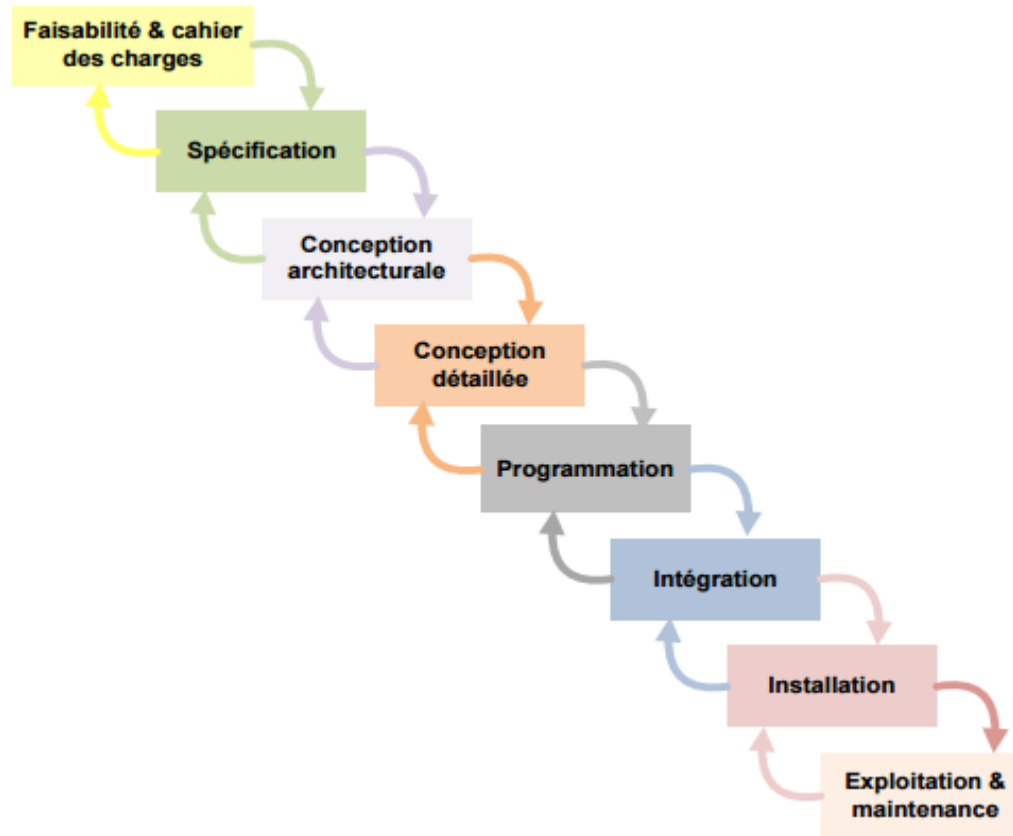 Faisabilité & cahier
des charges
Spécification
Conception
architecturale
Conception
détaillée
Programmation
Intégration
Installation
Exploitation &
maintenance